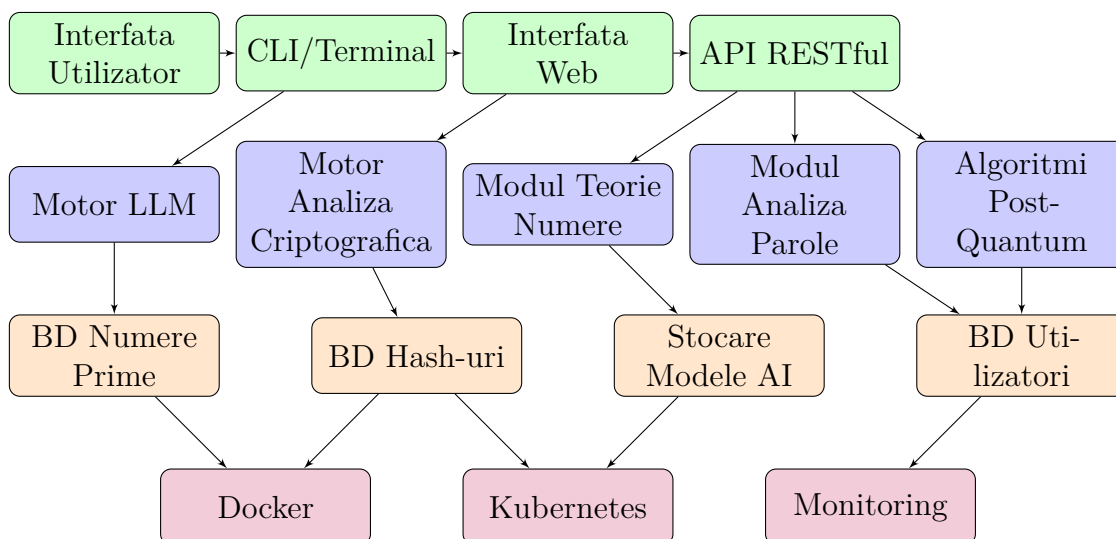 Interfata
Utilizator
CLI/Terminal
Interfata
Web
API RESTful
Motor LLM
Motor
Analiza
Criptografica
Modul Teorie
Numere
Modul
Analiza
Parole
Algoritmi
Post-
Quantum
BD Numere
Prime
BD Hash-uri
Stocare
Modele AI
BD Uti-
lizatori
Docker
Kubernetes
Monitoring